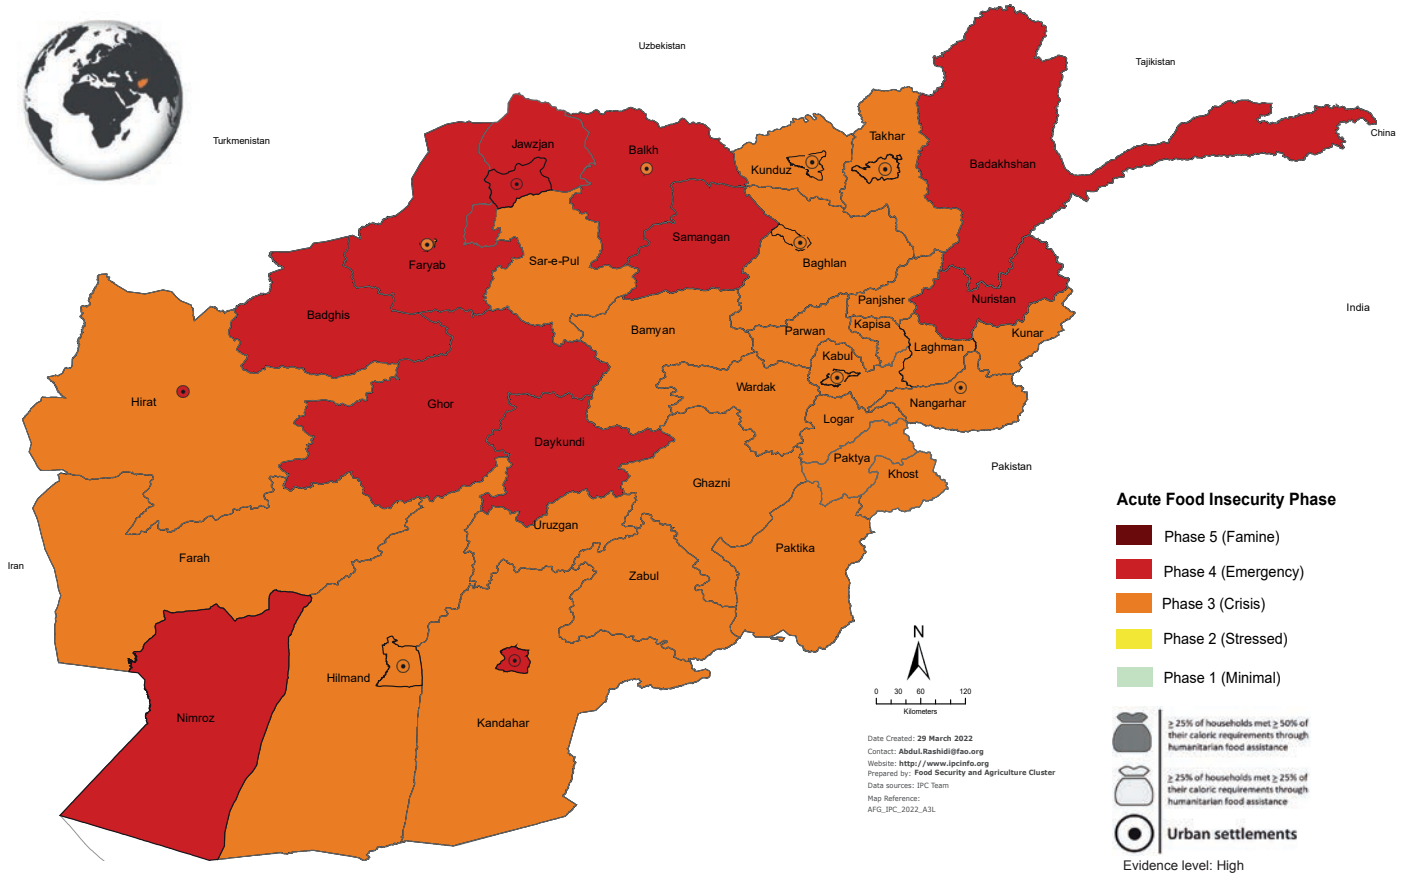 Uzbekistan
Tajikistan
Turkmenistan
China
Jawzjan
Balkh
Takhar
Kunduz
Badakhshan
Samangan
Sar-e-Pul
Faryab
Baghlan
Badghis
Panjsher
Nuristan
India
Bamyan
Parwan
Kapisa
Kunar
Laghman
Kabul
Wardak
Hirat
Ghor
Nangarhar
Logar
Daykundi
Paktya
Pakistan
Khost
Ghazni
Uruzgan
Paktika
Farah
Iran
Zabul
Hilmand
Nimroz
Kandahar
N
0 30 60 120
Kilometers
Date Created: 29 March 2022
Contact: Abdul.Rashidi@fao.org
Website: http://www.ipcinfo.org
Prepared by: Food Security and Agriculture Cluster
Data sources: IPC Team
Map Reference:
AFG_IPC_2022_A3L
Acute Food Insecurity Phase
Phase 5 (Famine)
Phase 4 (Emergency)
Phase 3 (Crisis)
Phase 2 (Stressed)
Phase 1 (Minimal)
≥ 25% of households met ≥ 50% of
their caloric requirements through
humanitarian food assistance
≥ 25% of households met ≥ 25% of
their caloric requirements through
humanitarian food assistance
Urban settlements
Evidence level: High